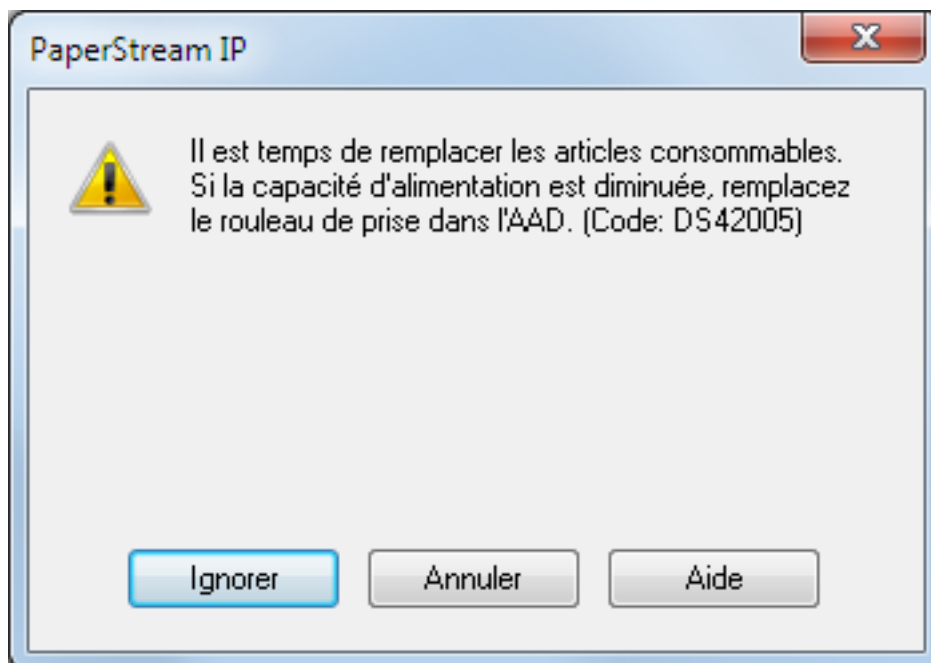 PaperStream IP
Il est temps de remplacer les articles consommables.
Si la capacité d'alimentation est diminuée, remplacez
le rouleau de prise dans l'AAD. (Code: DS42005)
Ignorer
Annuler
Aide